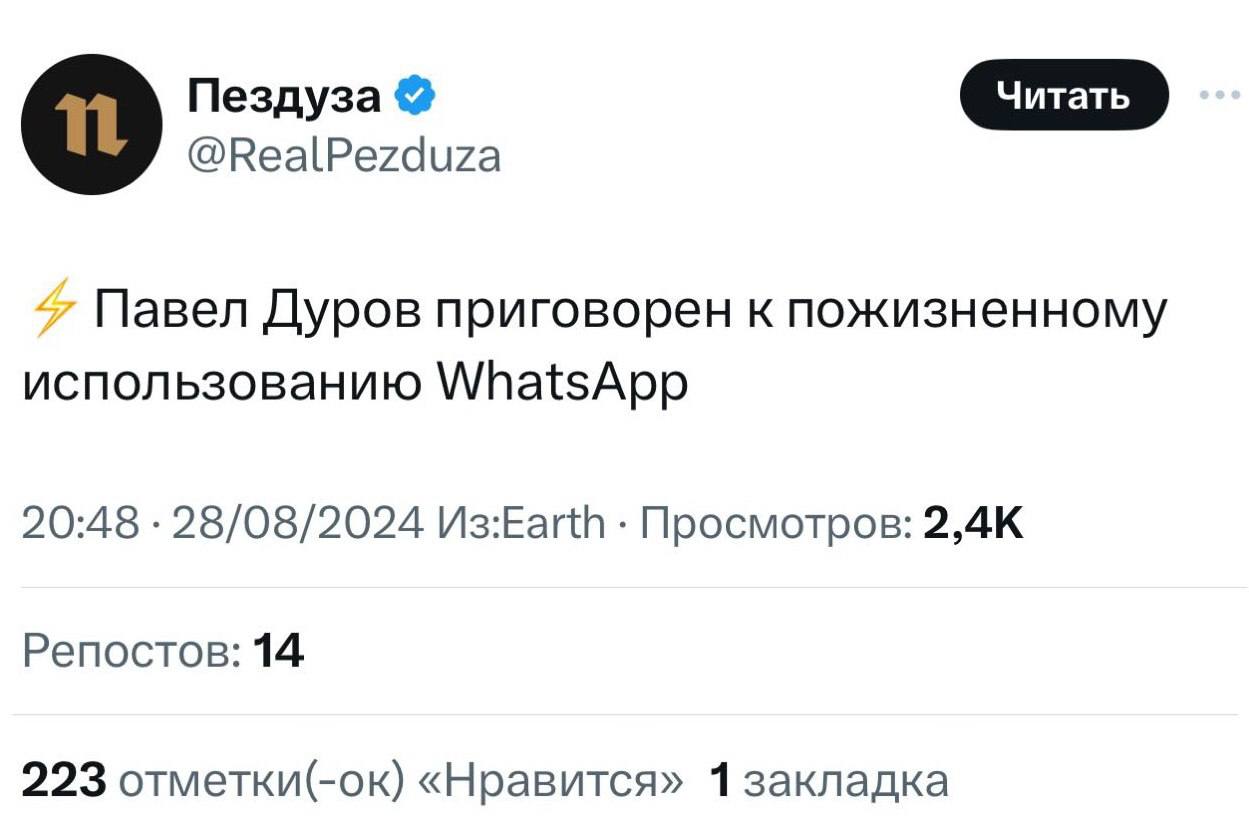 n
Пездуза
@RealPezduza
Читать
⚡ Павел Дуров приговорен к пожизненному
использованию WhatsApp
20:48 · 28/08/2024 Из:Earth · Просмотров: 2,4K
Репостов: 14
223 отметки(-ок) «Нравится» 1 закладка